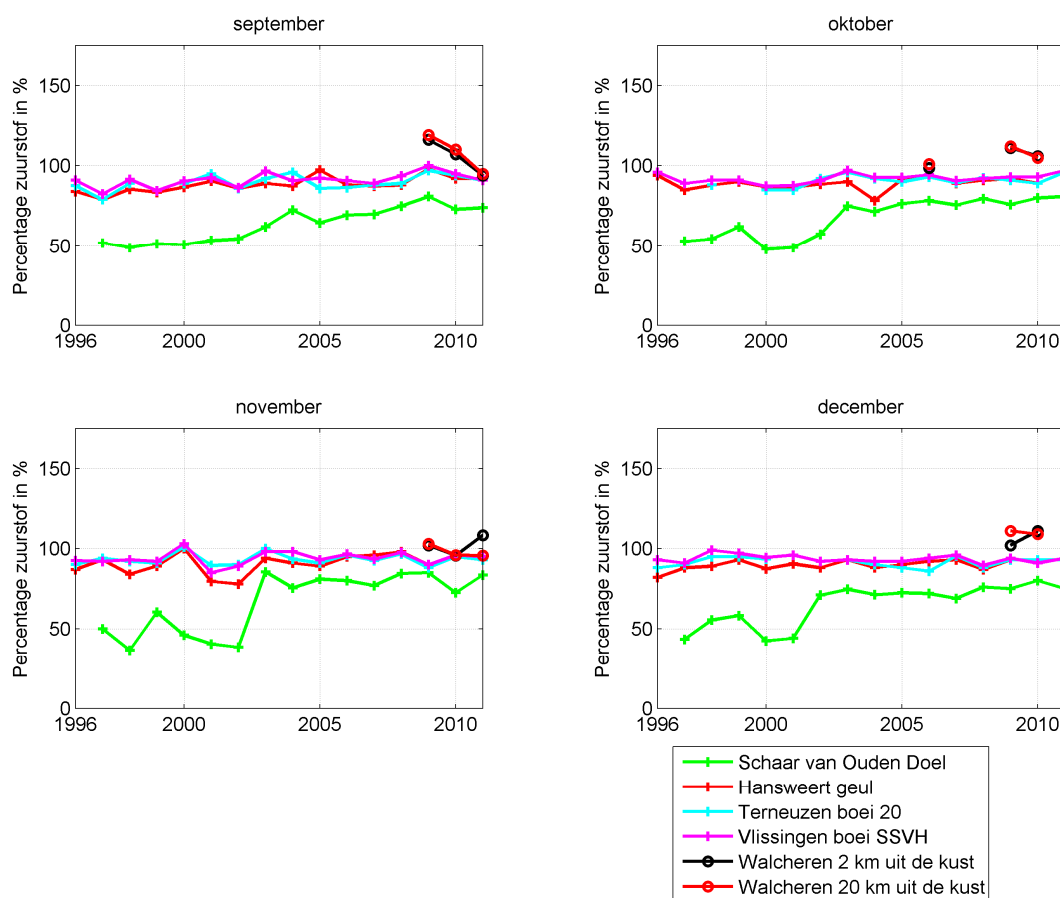 september
oktober
Percentage zuurstof in %
150
100
50
0
1996
2000
2005
2010
Percentage zuurstof in %
150
100
50
0
1996
2000
2005
2010
november
december
Percentage zuurstof in %
150
100
50
0
1996
2000
2005
2010
Percentage zuurstof in %
150
100
50
0
1996
2000
2005
2010
Schaar van Ouden Doel
Hansweert geul
Terneuzen boei 20
Vlissingen boei SSVH
Walcheren 2 km uit de kust
Walcheren 20 km uit de kust